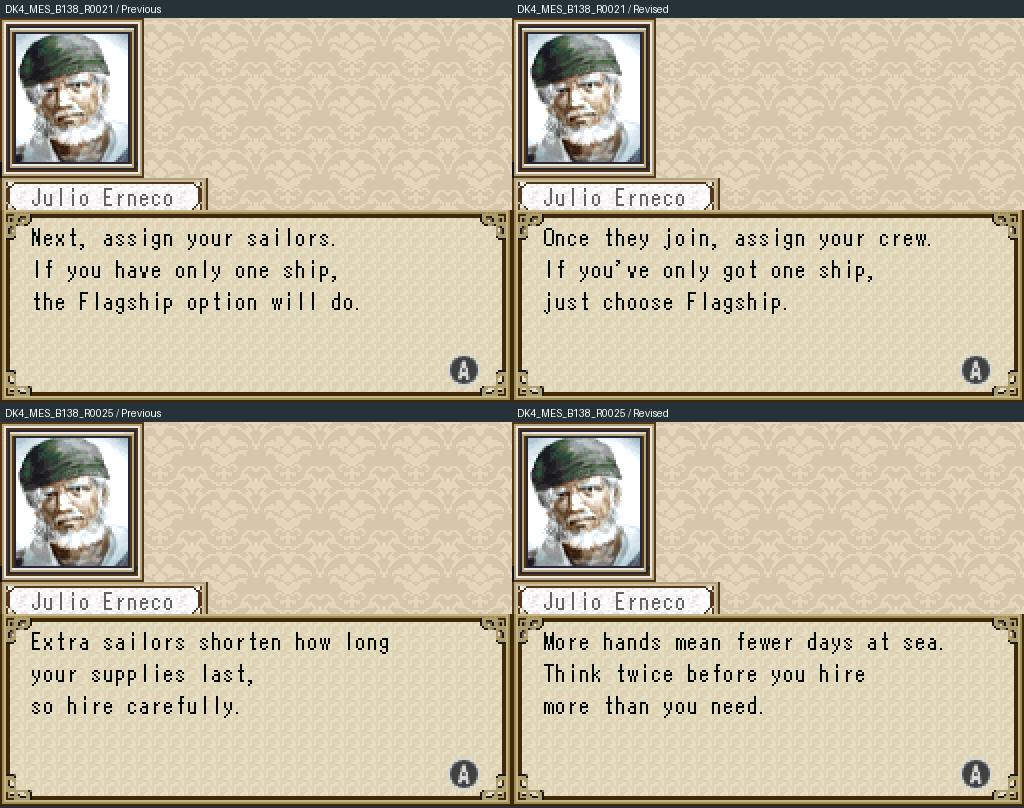 DK4_MES_B138_R0021 / Previous
Julio Erneco
Next, assign your sailors.
If you have only one ship,
the Flagship option will do.
A
DK4_MES_B138_R0021 / Revised
Julio Erneco
Once they join, assign your crew.
If you've only got one ship,
just choose Flagship.
A
DK4_MES_B138_R0025 / Previous
Julio Erneco
Extra sailors shorten how long
your supplies last,
so hire carefully.
A
DK4_MES_B138_R0025 / Revised
Julio Erneco
More hands mean fewer days at sea.
Think twice before you hire
more than you need.
A